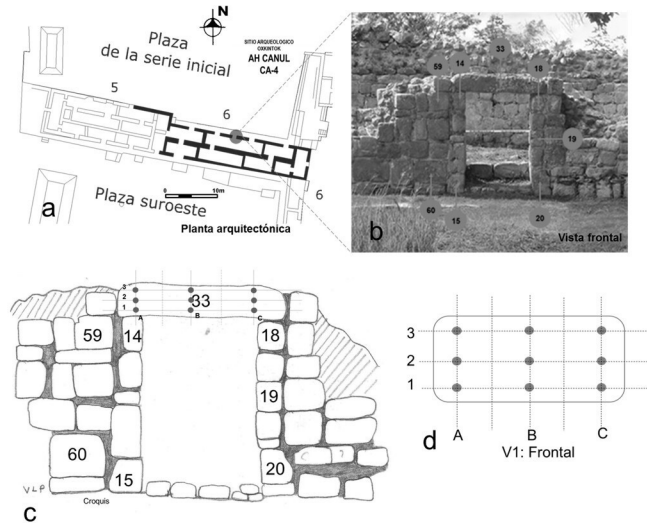 N
Plaza
de la serie inicial
SITIO ARQUEOLOGICO
OXKINTOK
AH CANUL
CA-4
5
6
6
0
10m
Plaza suroeste
Planta arquitectónica
a
59
14
33
18
19
60
15
20
b
Vista frontal
3
2
1
33
A
B
C
59
14
18
19
60
15
20
VLP
Croquis
c
3
2
1
A
B
C
d
V1: Frontal